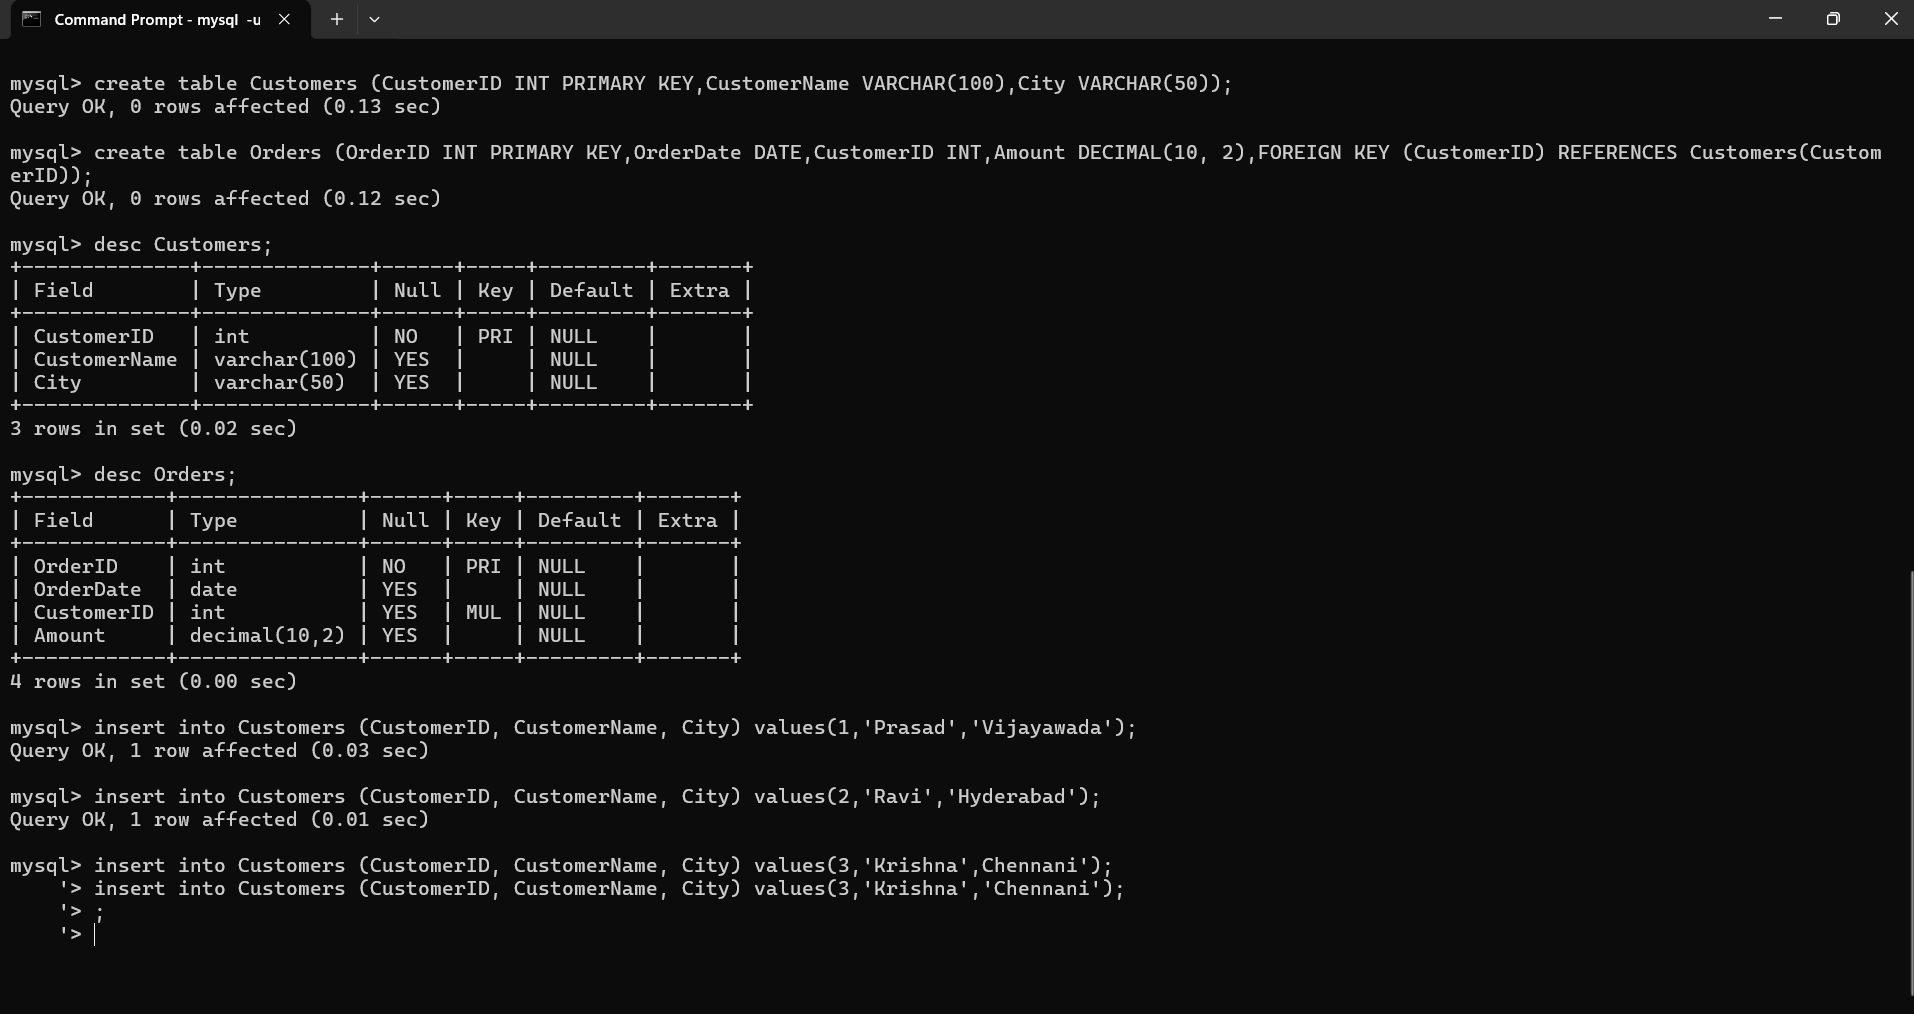 Command Prompt - mysql  -u
mysql> create table Customers (CustomerID INT PRIMARY KEY,CustomerName VARCHAR(100),City VARCHAR(50));
Query OK, 0 rows affected (0.13 sec)
mysql> create table Orders (OrderID INT PRIMARY KEY,OrderDate DATE,CustomerID INT,Amount DECIMAL(10, 2),FOREIGN KEY (CustomerID) REFERENCES Customers(Custom
erID));
Query OK, 0 rows affected (0.12 sec)
mysql> desc Customers;
+--------------+--------------+------+-----+---------+-------+
| Field        | Type         | Null | Key | Default | Extra |
+--------------+--------------+------+-----+---------+-------+
| CustomerID   | int          | NO   | PRI | NULL    |       |
| CustomerName | varchar(100) | YES  |     | NULL    |       |
| City         | varchar(50)  | YES  |     | NULL    |       |
+--------------+--------------+------+-----+---------+-------+
3 rows in set (0.02 sec)
mysql> desc Orders;
+------------+---------------+------+-----+---------+-------+
| Field      | Type          | Null | Key | Default | Extra |
+------------+---------------+------+-----+---------+-------+
| OrderID    | int           | NO   | PRI | NULL    |       |
| OrderDate  | date          | YES  |     | NULL    |       |
| CustomerID | int           | YES  | MUL | NULL    |       |
| Amount     | decimal(10,2) | YES  |     | NULL    |       |
+------------+---------------+------+-----+---------+-------+
4 rows in set (0.00 sec)
mysql> insert into Customers (CustomerID, CustomerName, City) values(1,'Prasad','Vijayawada');
Query OK, 1 row affected (0.03 sec)
mysql> insert into Customers (CustomerID, CustomerName, City) values(2,'Ravi','Hyderabad');
Query OK, 1 row affected (0.01 sec)
mysql> insert into Customers (CustomerID, CustomerName, City) values(3,'Krishna',Chennani');
    '> insert into Customers (CustomerID, CustomerName, City) values(3,'Krishna','Chennani');
    '> ;
    '>